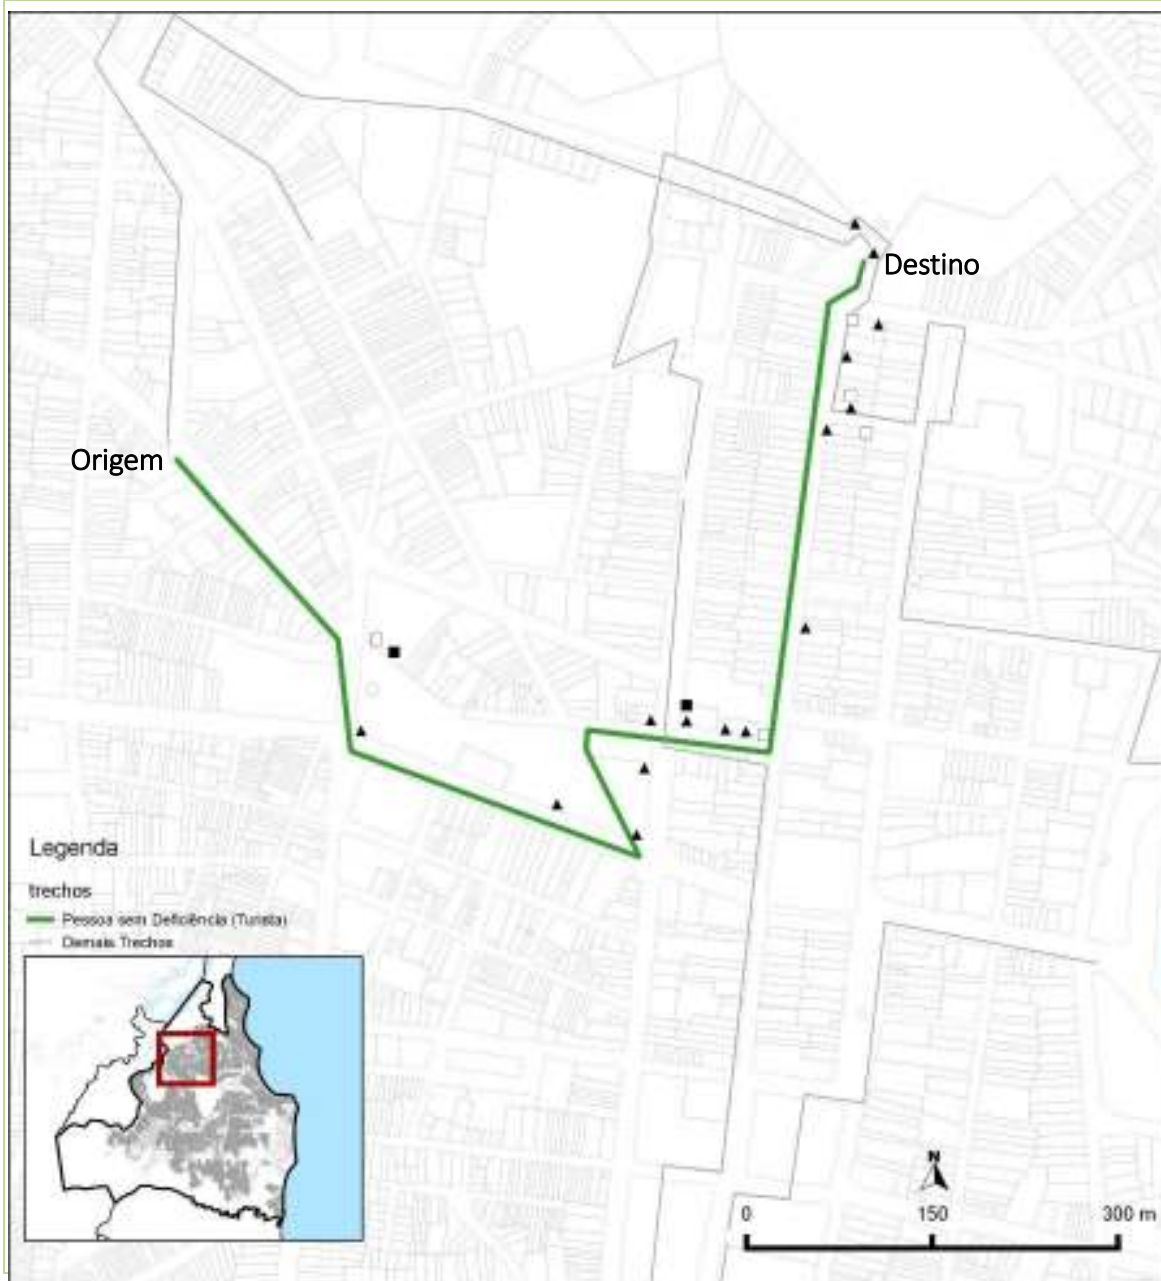 Destino
Origem
Legenda
trechos
Pessoa sem Deficiência (Turista)
Demais Trechos
N
0 150 300 m